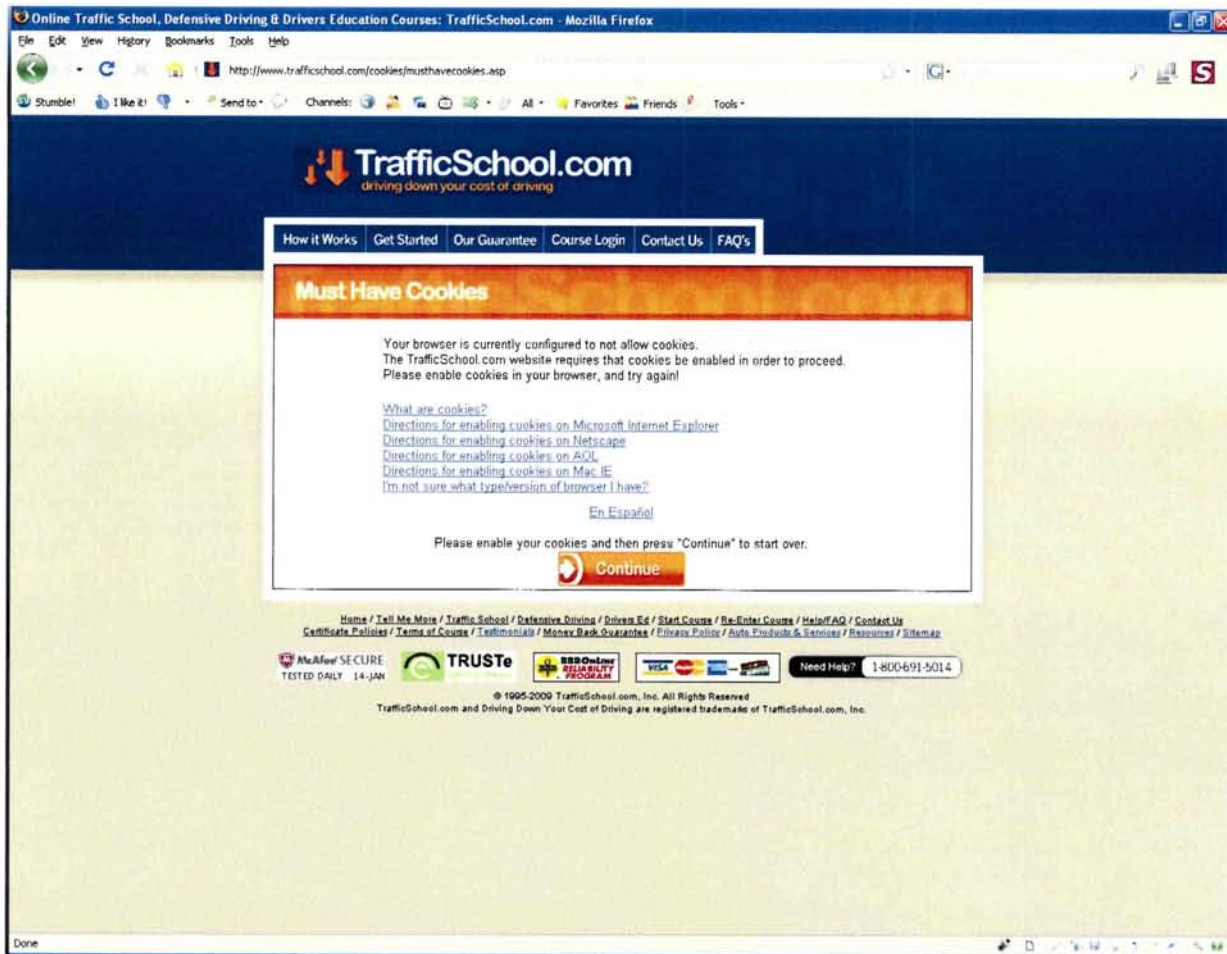 Online Traffic School, Defensive Driving & Drivers Education Courses: TrafficSchool.com - Mozilla Firefox
File Edit View History Bookmarks Tools Help
http://www.trafficschool.com/cookies/musthavecookies.asp
Stumble! I like it! Send to Channels: All Favorites Friends Tools
TrafficSchool.com
driving down your cost of driving
How it Works Get Started Our Guarantee Course Login Contact Us FAQ's
Must Have Cookies
Your browser is currently configured to not allow cookies.
The TrafficSchool.com website requires that cookies be enabled in order to proceed.
Please enable cookies in your browser, and try again!
What are cookies?
Directions for enabling cookies on Microsoft Internet Explorer
Directions for enabling cookies on Netscape
Directions for enabling cookies on AOL
Directions for enabling cookies on Mac IE
I'm not sure what type/version of browser I have?
En Español
Please enable your cookies and then press "Continue" to start over.
Continue
Home / Tell Me More / Traffic School / Defensive Driving / Drivers Ed / Start Course / Re-Enter Course / Help/FAQ / Contact Us
Certificate Policies / Terms of Course / Testimonials / Money Back Guarantee / Privacy Policy / Auto Products & Services / Resources / Sitemap
McAfee SECURE
TESTED DAILY 14-JAN
TRUSTe
BBBOnLine
RELIABILITY
PROGRAM
VISA
Need Help? 1-800-691-5014
© 1995-2009 TrafficSchool.com, Inc. All Rights Reserved
TrafficSchool.com and Driving Down Your Cost of Driving are registered trademarks of TrafficSchool.com, Inc.
Done